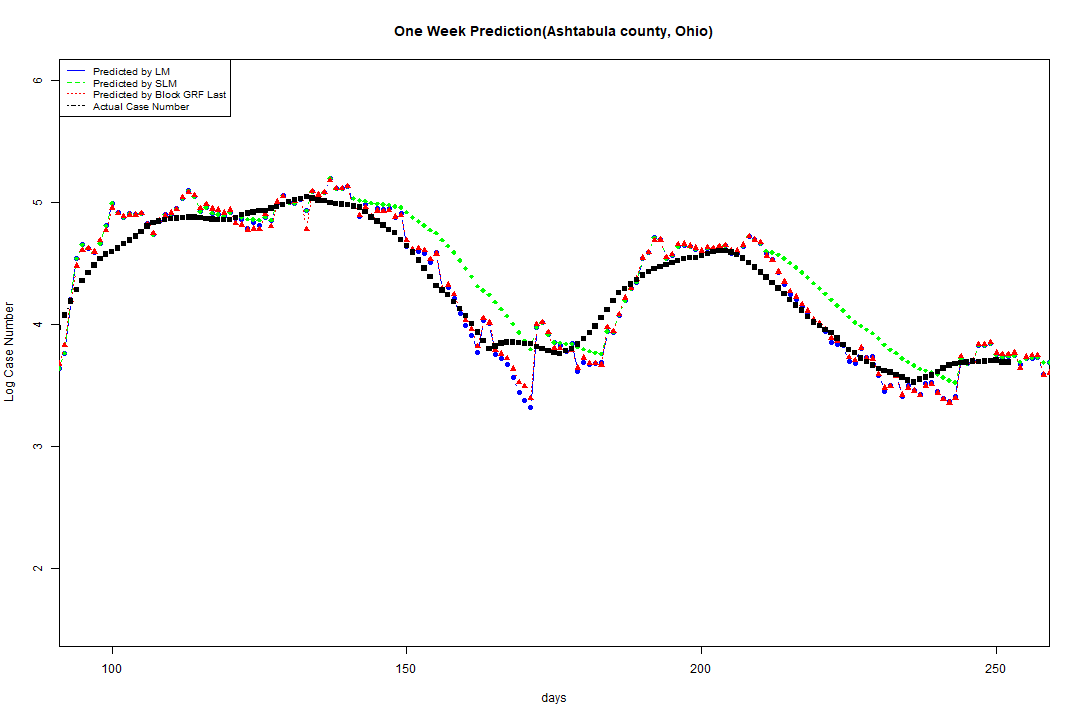 One Week Prediction(Ashtabula county, Ohio)
Predicted by LM
Predicted by SLM
Predicted by Block GRF Last
Actual Case Number
6
5
4
3
2
Log Case Number
100 150 200 250
days